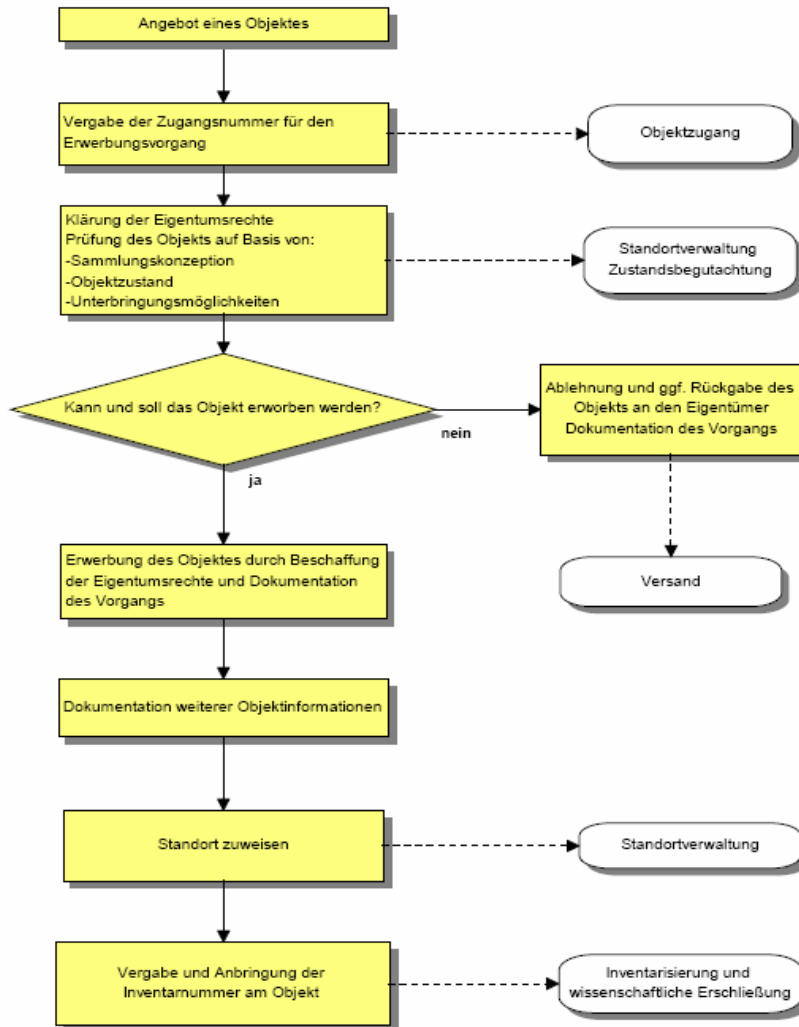 Angebot eines Objektes
Vergabe der Zugangsnummer für den
Erwerbungsvorgang
Objektzugang
Klärung der Eigentumsrechte
Prüfung des Objekts auf Basis von:
-Sammlungskonzeption
-Objektzustand
-Unterbringungsmöglichkeiten
Standortverwaltung
Zustandsbegutachtung
Kann und soll das Objekt erworben werden?
nein
ja
Ablehnung und ggf. Rückgabe des
Objekts an den Eigentümer
Dokumentation des Vorgangs
Versand
Erwerbung des Objektes durch Beschaffung
der Eigentumsrechte und Dokumentation
des Vorgangs
Dokumentation weiterer Objektinformationen
Standort zuweisen
Standortverwaltung
Vergabe und Anbringung der
Inventarnummer am Objekt
Inventarisierung und
wissenschaftliche Erschließung